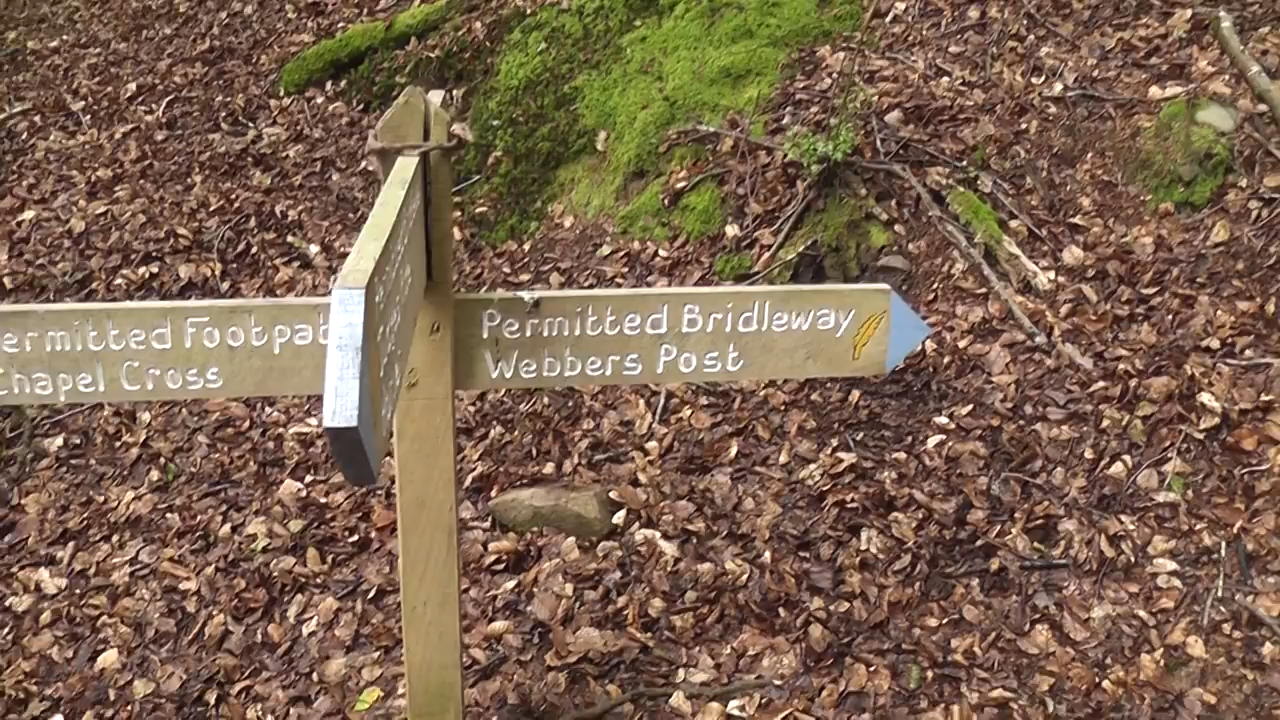 ermitted Footpat
Chapel Cross
Permitted Bridleway
Webbers Post